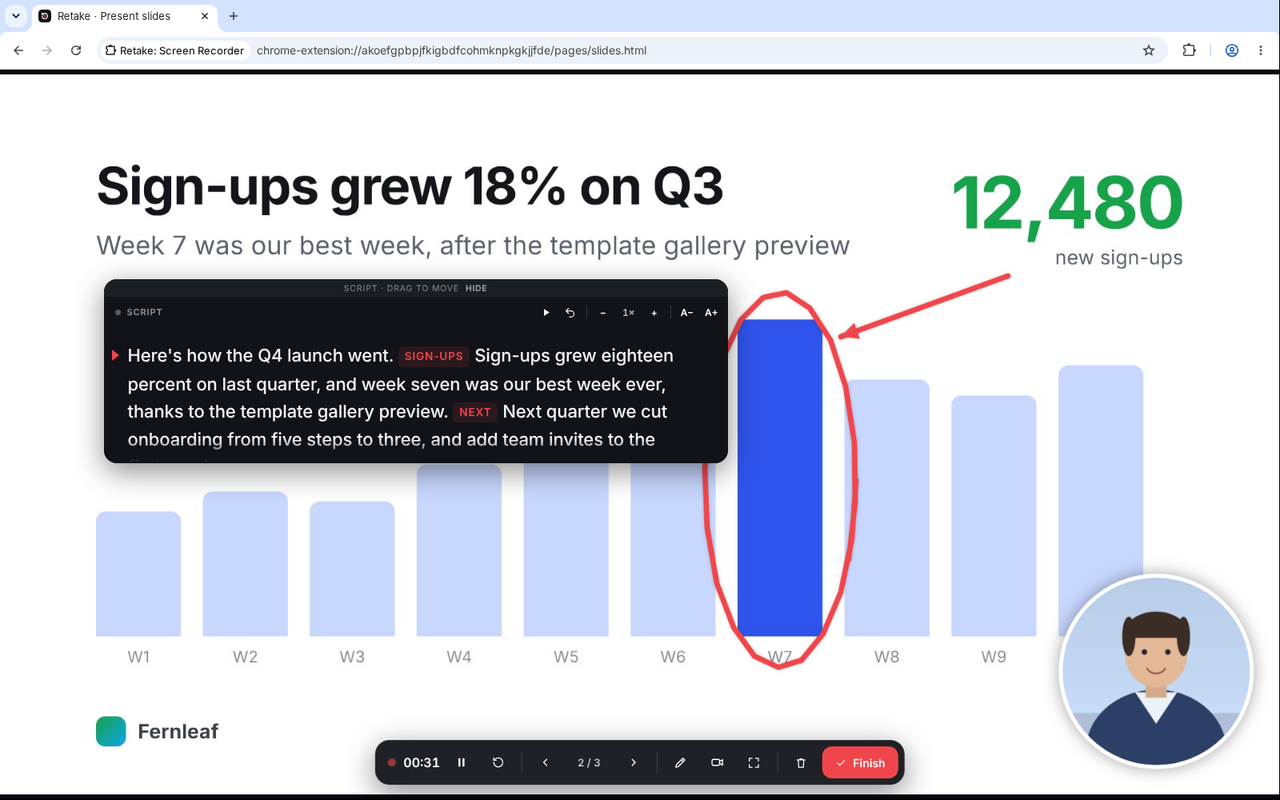 Retake · Present slides
Retake: Screen Recorder
chrome-extension://akoefgpbpjfkigbdfcohmknpkgkjjfde/pages/slides.html
Sign-ups grew 18% on Q3
Week 7 was our best week, after the template gallery preview
12,480
new sign-ups
SCRIPT · DRAG TO MOVE HIDE
SCRIPT
− 1× + A− A+
Here's how the Q4 launch went. SIGN-UPS Sign-ups grew eighteen
percent on last quarter, and week seven was our best week ever,
thanks to the template gallery preview. NEXT Next quarter we cut
onboarding from five steps to three, and add team invites to the
W1 W2 W3 W4 W5 W6 W7 W8 W9
Fernleaf
00:31 2 / 3 Finish